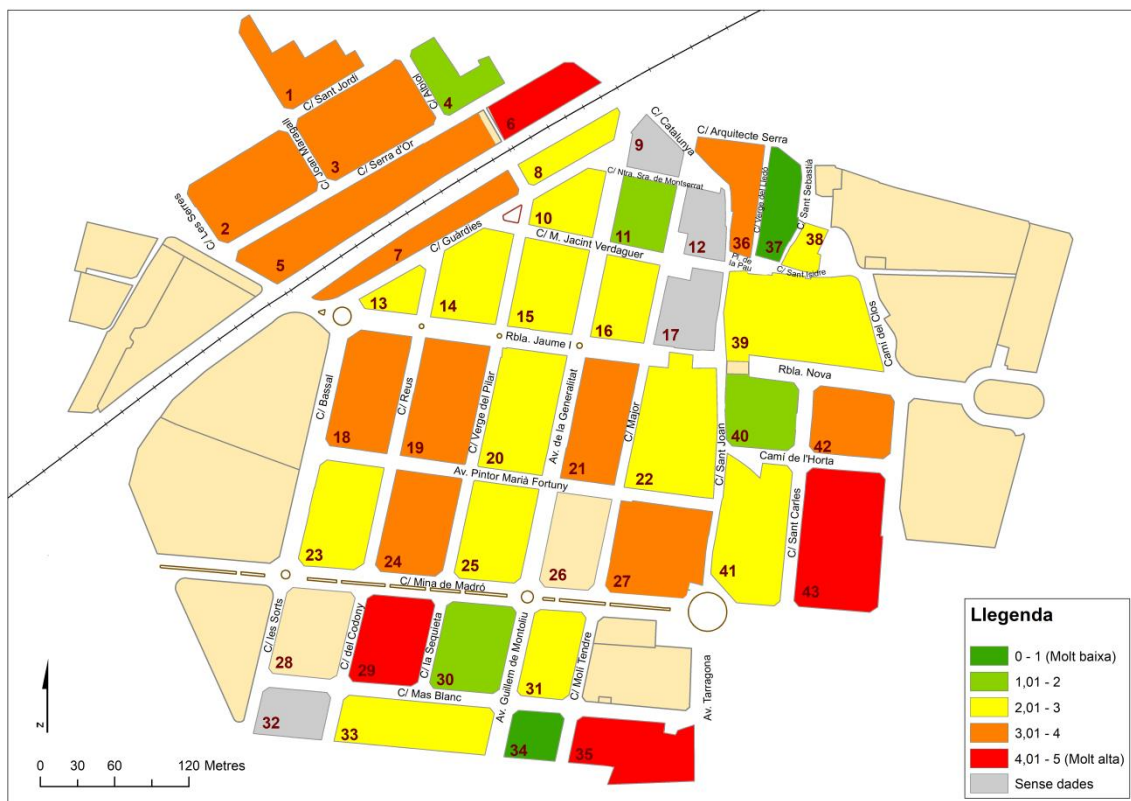 1
C/ Sant Jordi
C/ Albiol
4
6
C/ Joan Maragall
3
C/ Serra d'Or
2
C/ Les Serres
5
7
C/ Guàrdies
8
9
C/ Catalunya
C/ Arquitecte Serra
C/ Ntra. Sra. de Montserrat
10
11
12
C/ M. Jacint Verdaguer
36
C/ Verge del Lledó
37
C/ Sant Sebastià
38
Pl. de
la Pau
C/ Sant Isidre
13
14
15
16
17
39
Camí del Clos
Rbla. Jaume I
Rbla. Nova
C/ Bassal
C/ Reus
C/ Verge del Pilar
Av. de la Generalitat
C/ Major
C/ Sant Joan
18
19
20
21
22
40
42
Camí de l'Horta
Av. Pintor Marià Fortuny
C/ Sant Carles
23
24
25
26
27
41
43
C/ Mina de Madró
C/ les Sorts
C/ del Codony
C/ la Sequieta
Av. Guillem de Montoliu
C/ Molí Tendre
Av. Tarragona
28
29
30
31
C/ Mas Blanc
32
33
34
35
Llegenda
0 - 1 (Molt baixa)
1,01 - 2
2,01 - 3
3,01 - 4
4,01 - 5 (Molt alta)
Sense dades
N
0 30 60 120 Metres